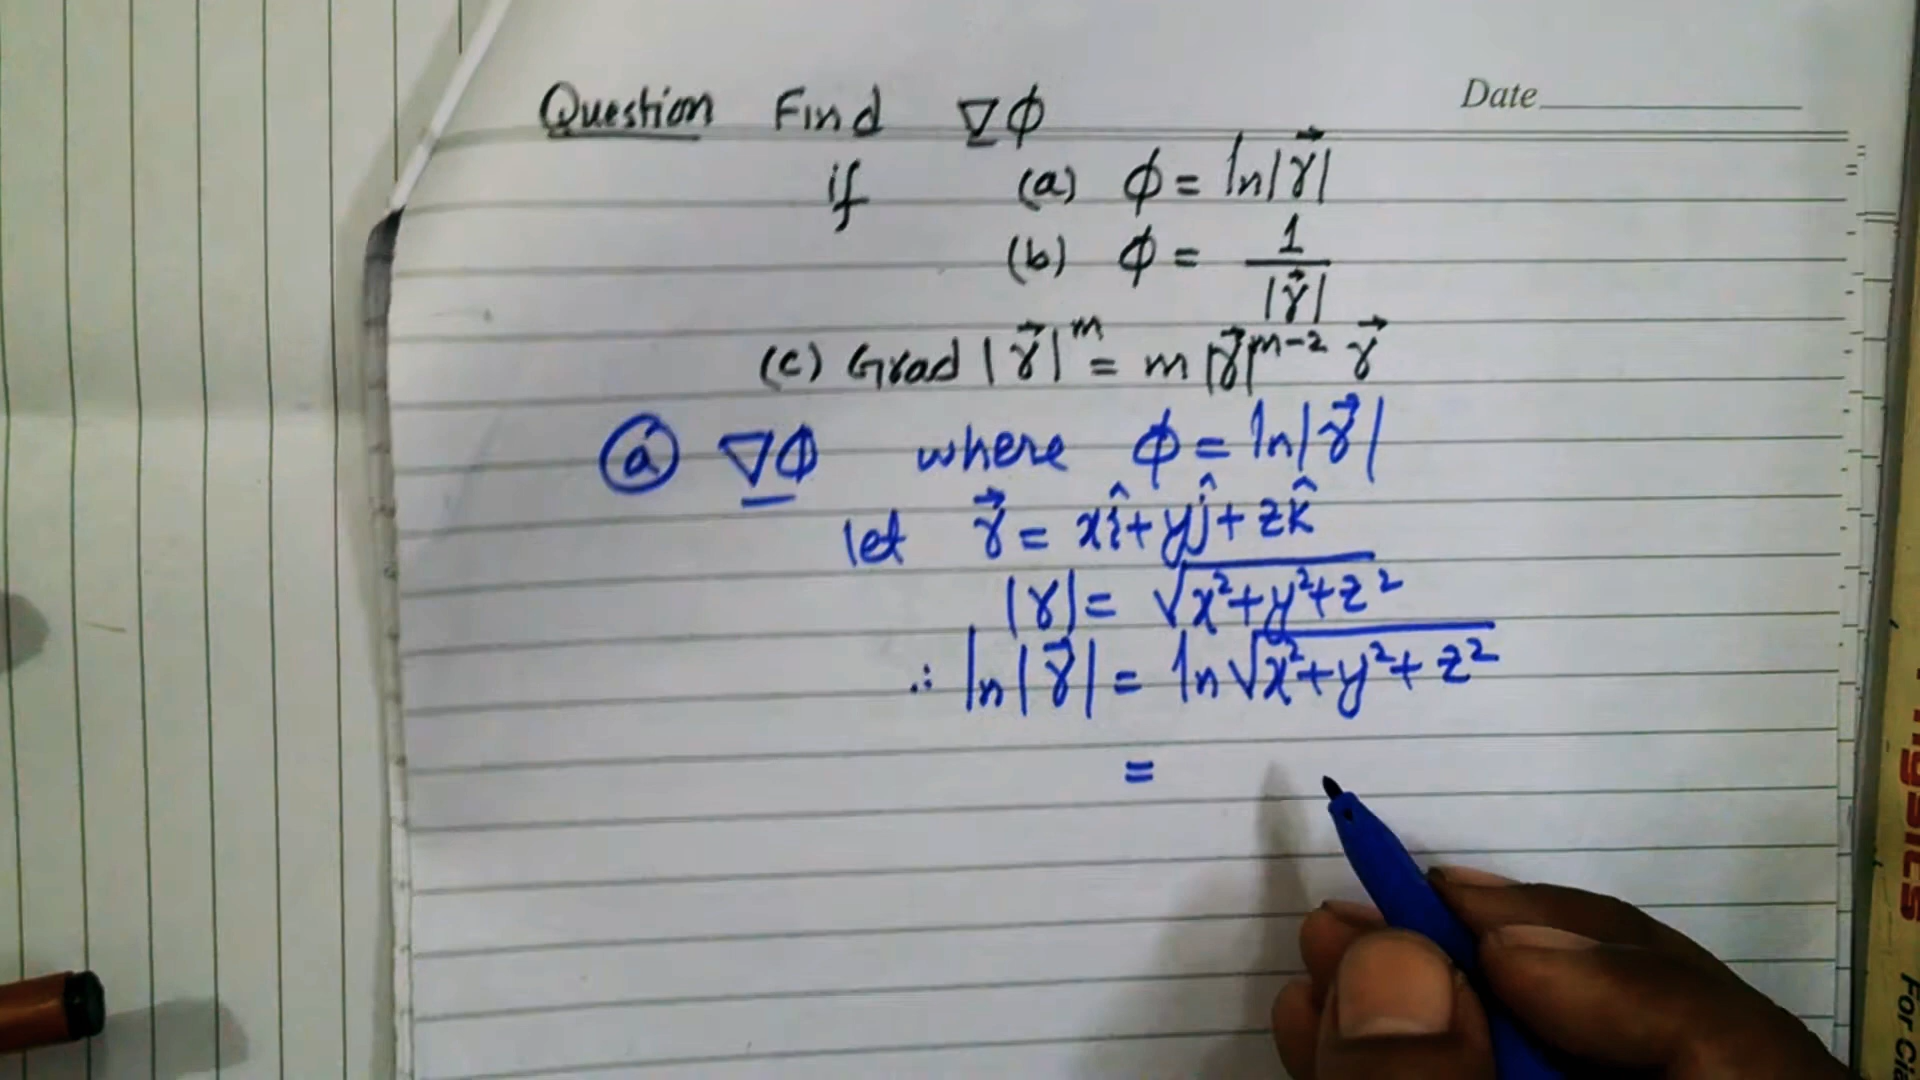 Question Find ∇φ
Date
if (a) φ = ln|r⃗|
(b) φ = 1/|r⃗|
(c) Grad |r⃗|^m = m|r⃗|^m-2 r⃗
(a) ∇φ where φ = ln|r⃗|
let r⃗ = xî + yĵ + zk̂
|r| = √x²+y²+z²
∴ ln|r⃗| = ln√x²+y²+z²
=